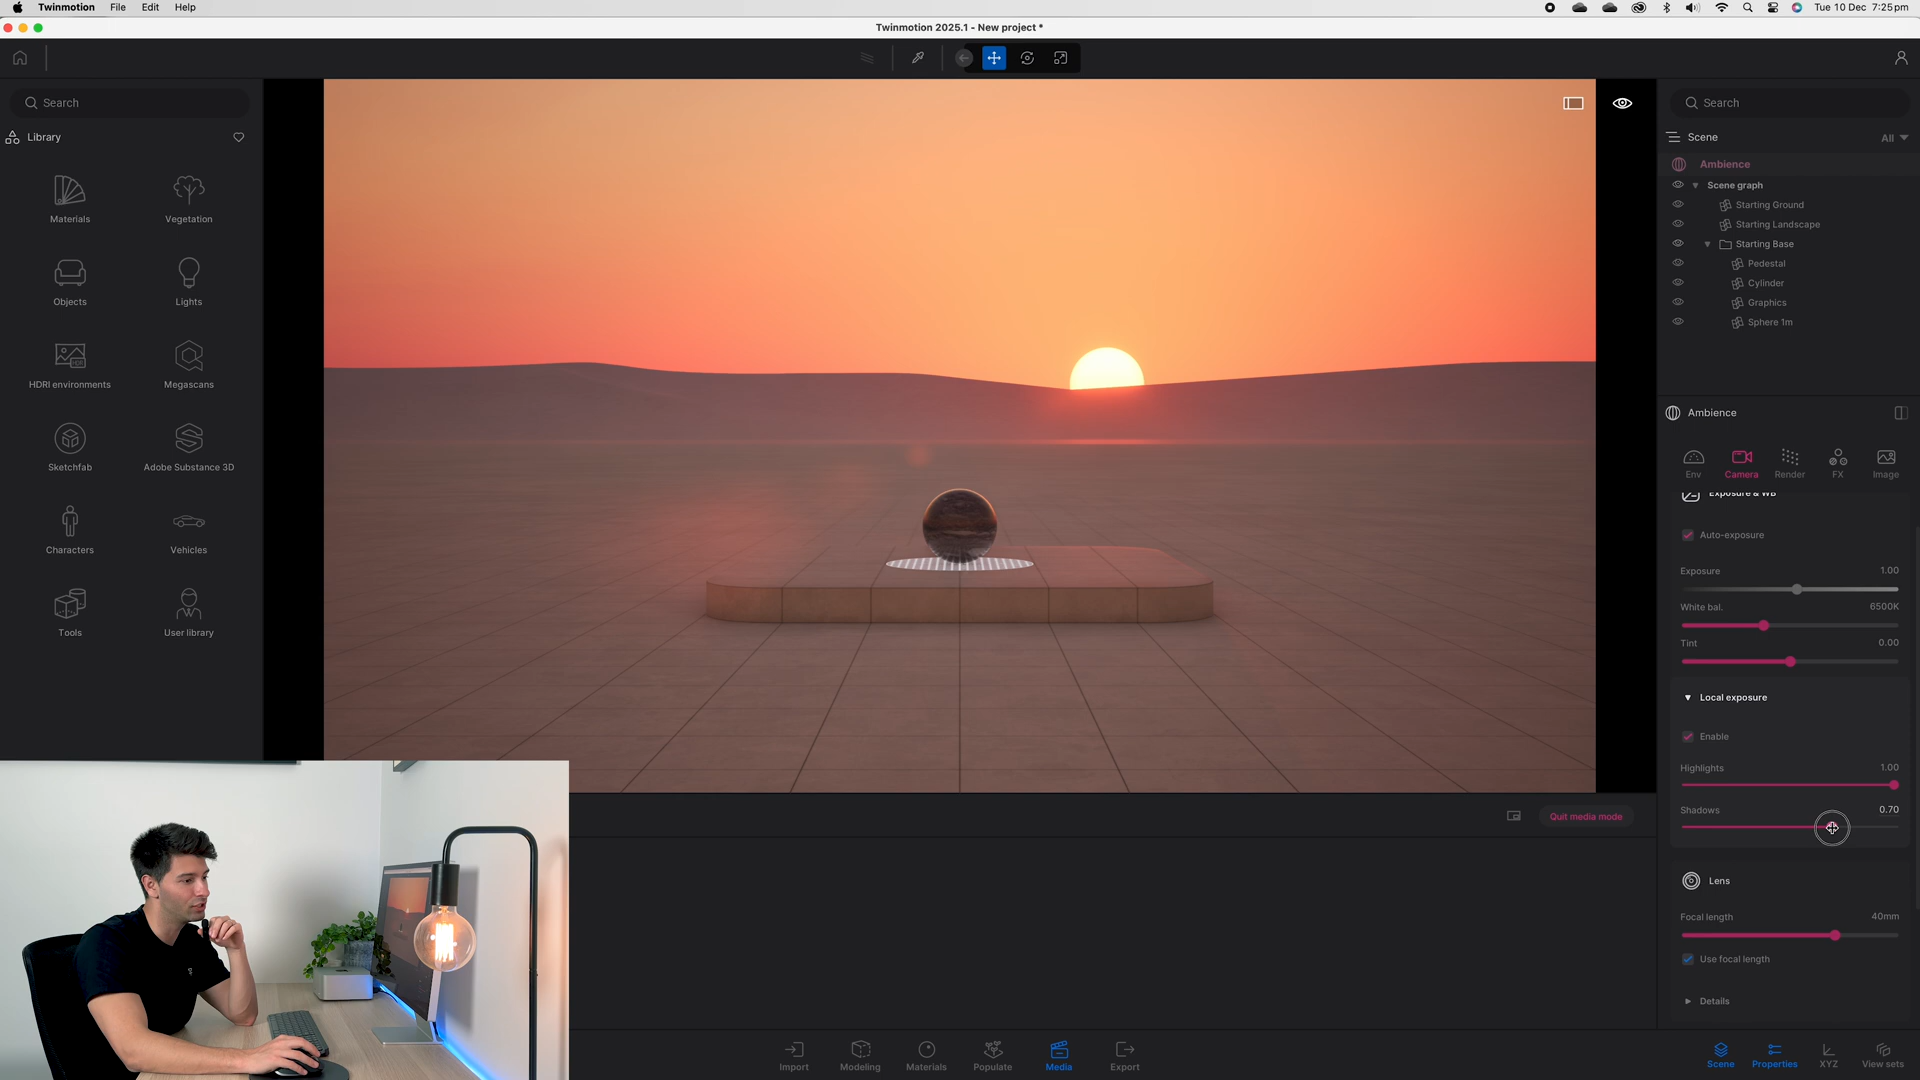 Twinmotion File Edit Help
Tue 10 Dec 7:25 pm
Twinmotion 2025.1 - New project *
Search
Library
Materials
Vegetation
Objects
Lights
HDRI environments
Megascans
Sketchfab
Adobe Substance 3D
Characters
Vehicles
Tools
User library
Search
Scene All
Ambience
Scene graph
Starting Ground
Starting Landscape
Starting Base
Pedestal
Cylinder
Graphics
Sphere 1m
Ambience
Env Camera Render FX Image
Exposure & WB
Auto-exposure
Exposure 1.00
White bal. 6500K
Tint 0.00
Local exposure
Enable
Highlights 1.00
Shadows 0.70
Lens
Focal length 40mm
Use focal length
Details
Quit media mode
Import Modeling Materials Populate Media Export
Scene Properties XYZ View sets